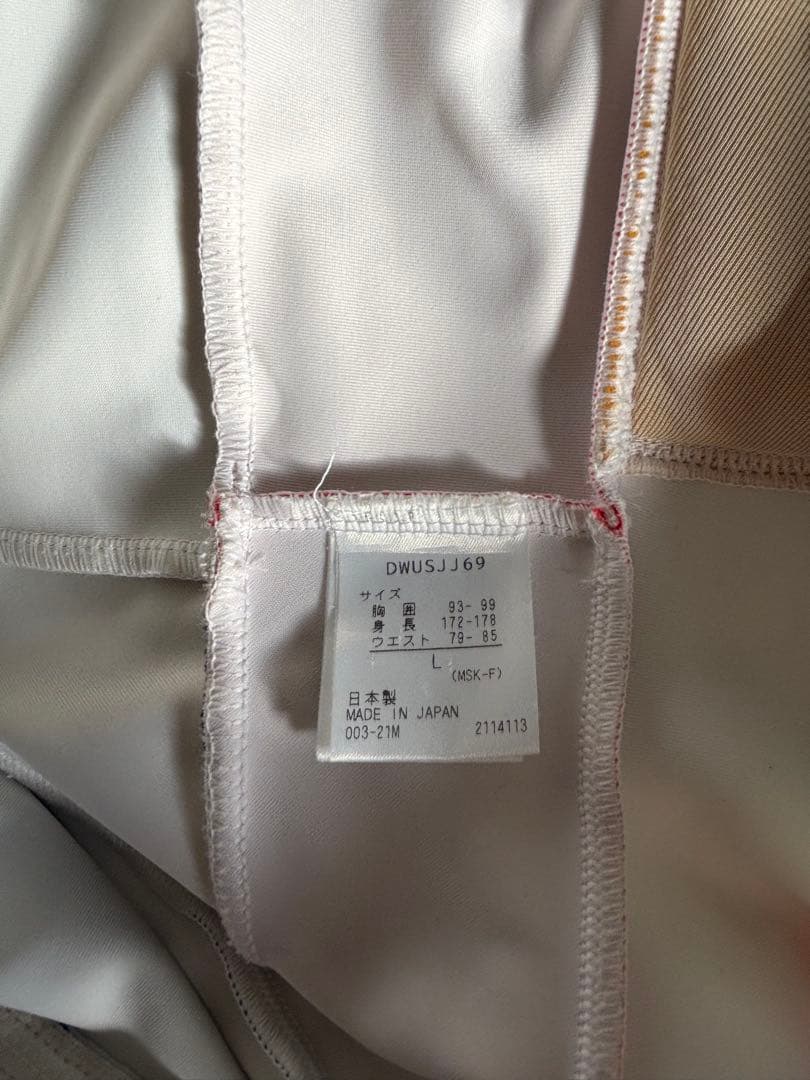 DWUSJJ69
サイズ
胸 囲 93- 99
身 長 172-178
ウエスト 79- 85
L
(MSK-F)
日本製
MADE IN JAPAN
003-21M 2114113